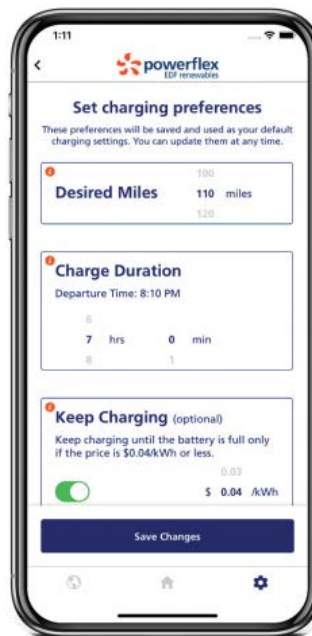 1:11
powerflex
EDF renewables
Set charging preferences
These preferences will be saved and used as your default
charging settings. You can update them at any time.
100
Desired Miles 110 miles
120
Charge Duration
Departure Time: 8:10 PM
6
7 hrs 0 min
8 1
Keep Charging (optional)
Keep charging until the battery is full only
if the price is $0.04/kWh or less.
0.03
$ 0.04 /kWh
Save Changes